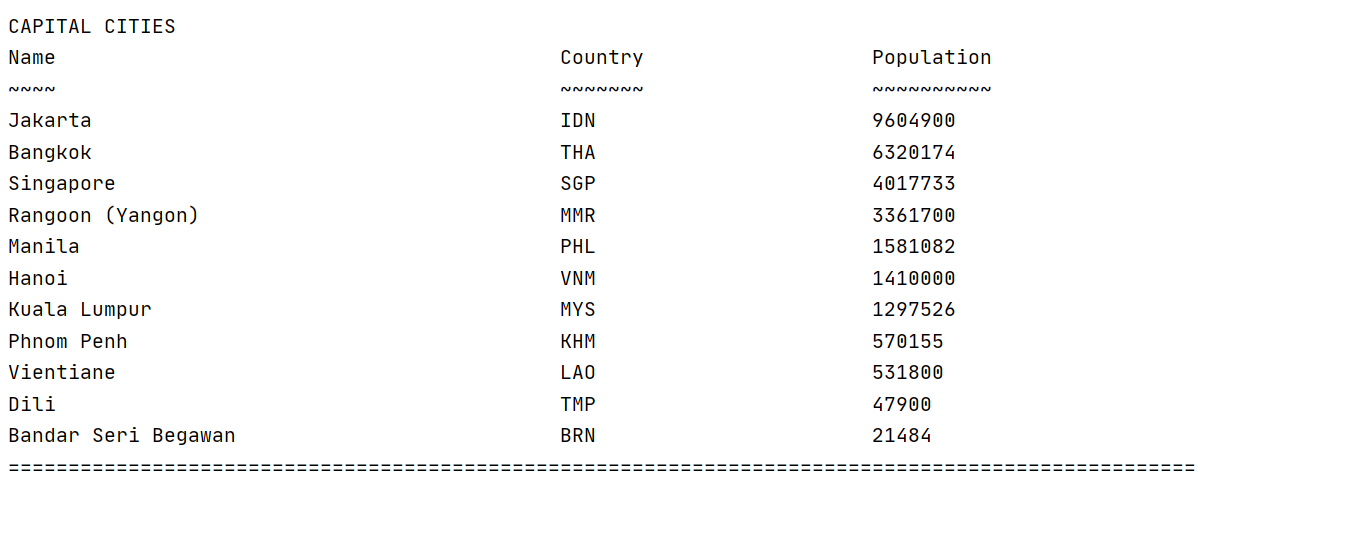 CAPITAL CITIES
Name Country Population
~~~~ ~~~~~~~ ~~~~~~~~~~
Jakarta IDN 9604900
Bangkok THA 6320174
Singapore SGP 4017733
Rangoon (Yangon) MMR 3361700
Manila PHL 1581082
Hanoi VNM 1410000
Kuala Lumpur MYS 1297526
Phnom Penh KHM 570155
Vientiane LAO 531800
Dili TMP 47900
Bandar Seri Begawan BRN 21484
===================================================================================================